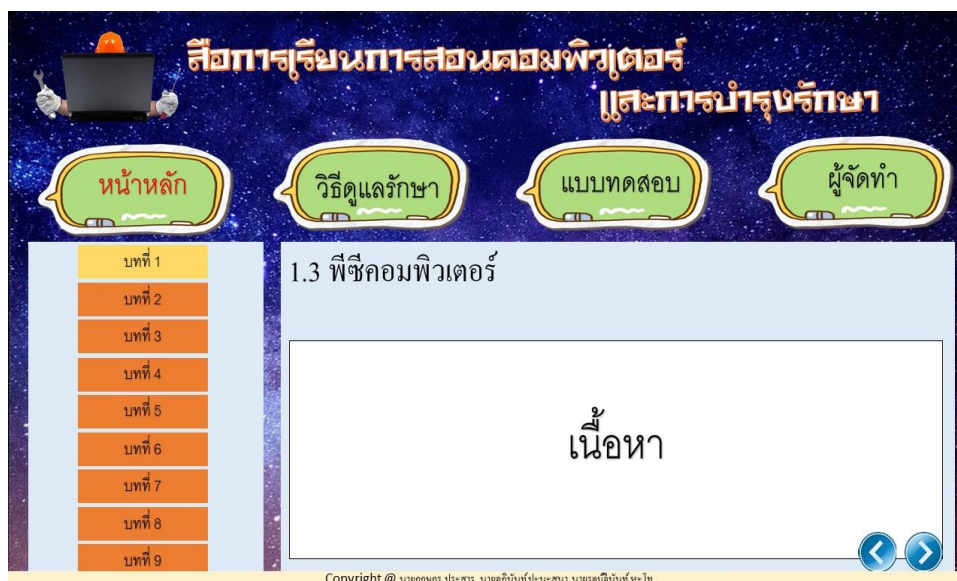 สื่อการเรียนการสอนคอมพิวเตอร์
และการบำรุงรักษา
หน้าหลัก
วิธีดูแลรักษา
แบบทดสอบ
ผู้จัดทำ
บทที่ 1
บทที่ 2
บทที่ 3
บทที่ 4
บทที่ 5
บทที่ 6
บทที่ 7
บทที่ 8
บทที่ 9
1.3 พีซีคอมพิวเตอร์
เนื้อหา
Copyright @